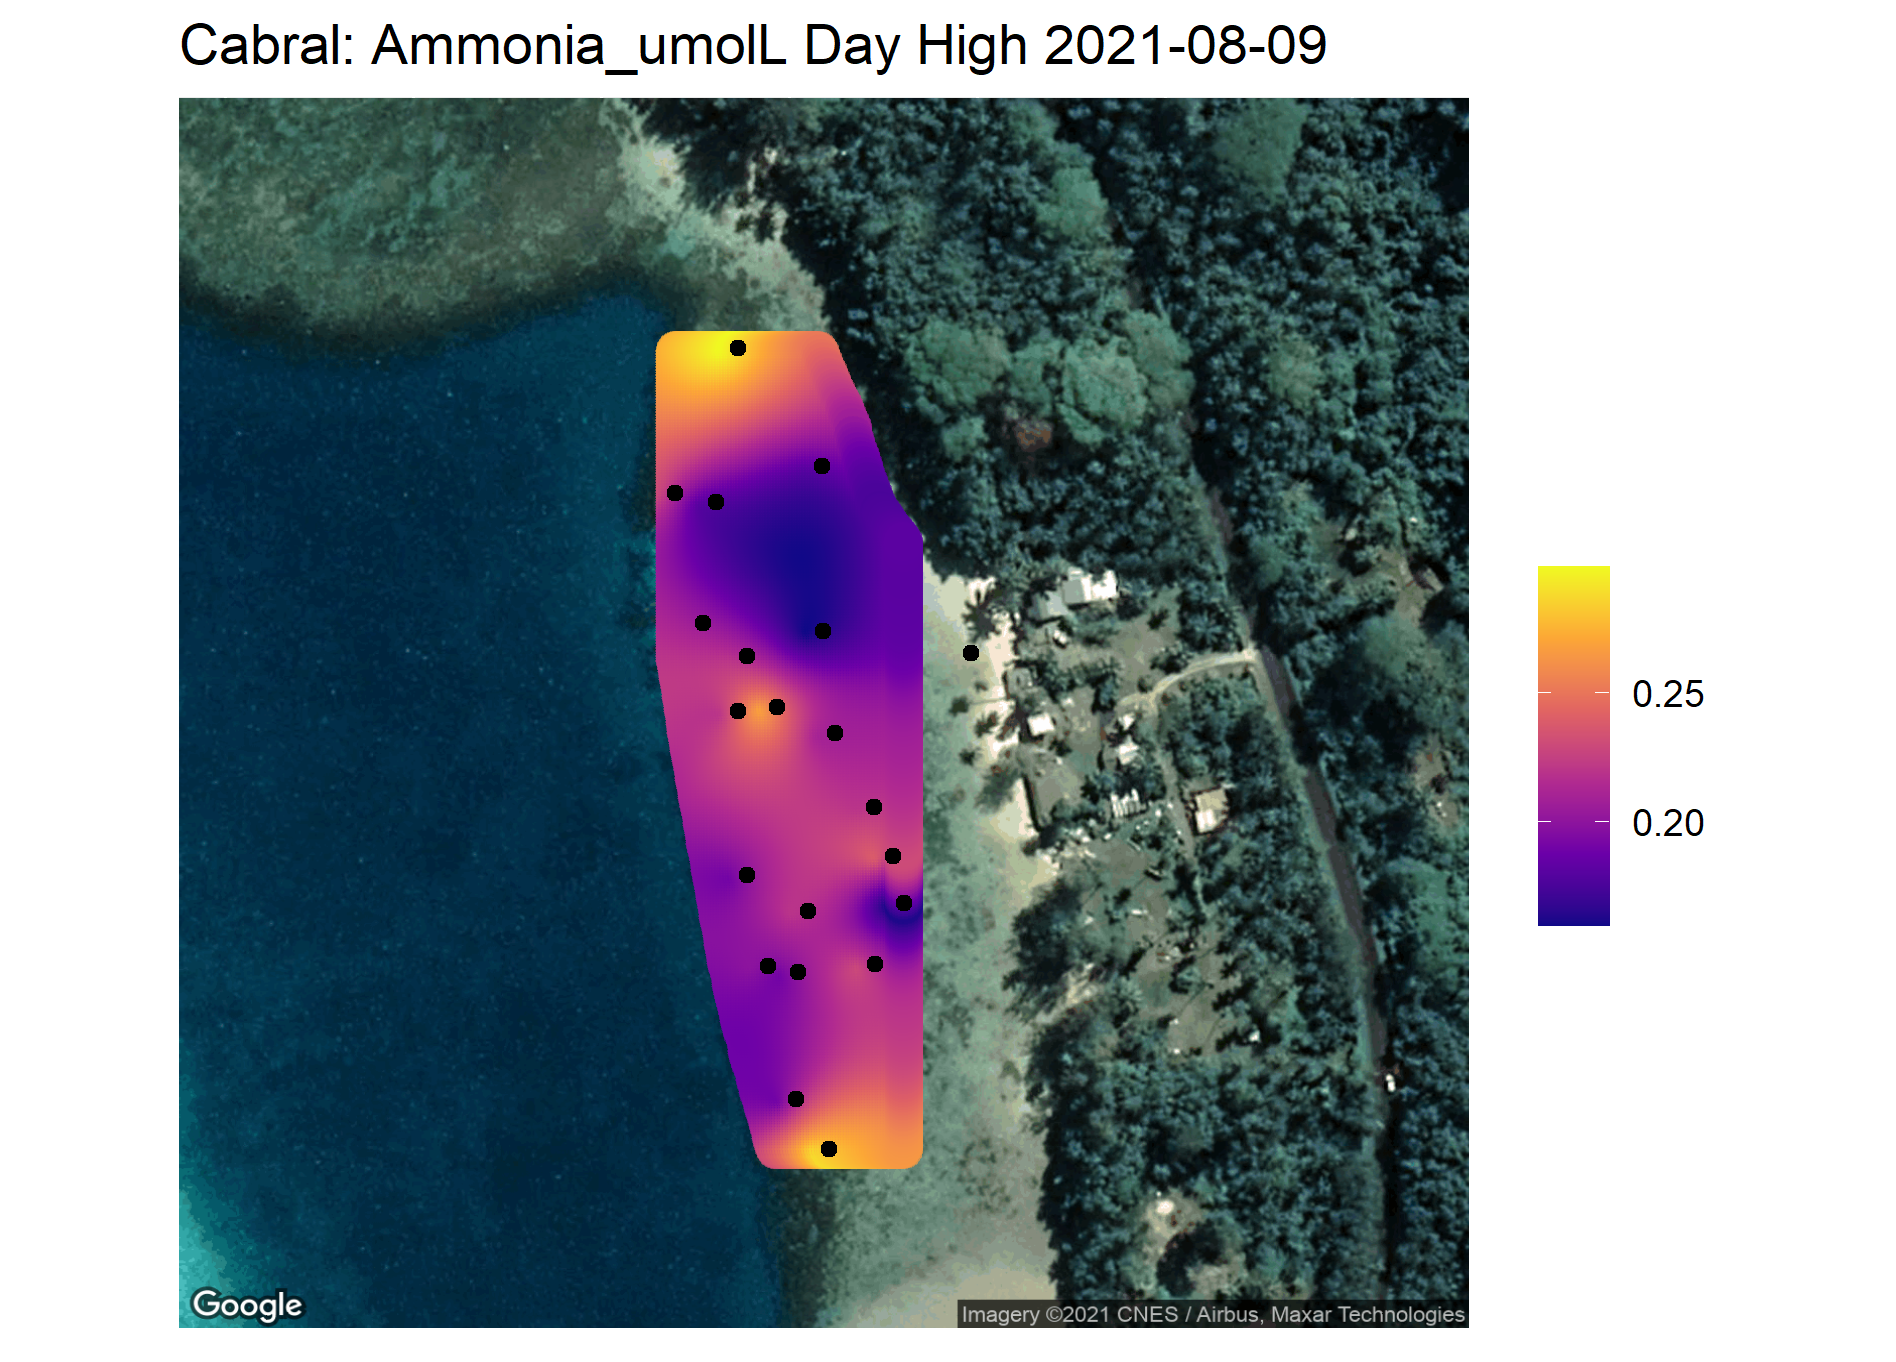 Cabral: Ammonia_umolL Day High 2021-08-09
0.25
0.20
Google
Imagery ©2021 CNES / Airbus, Maxar Technologies